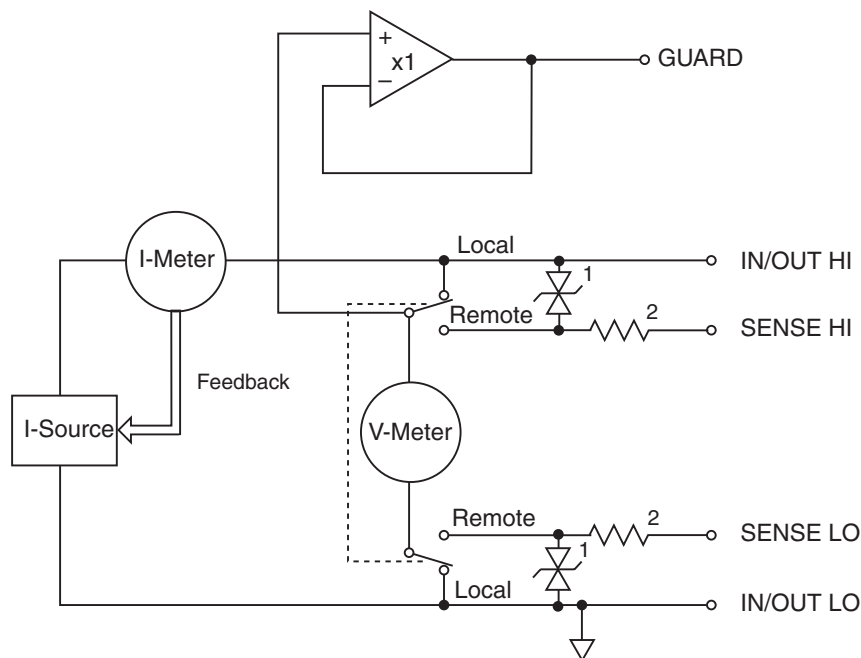 +
x1
–
GUARD
I-Meter
Local
1
IN/OUT HI
Remote
2
SENSE HI
Feedback
I-Source
V-Meter
Remote
2
SENSE LO
1
Local
IN/OUT LO